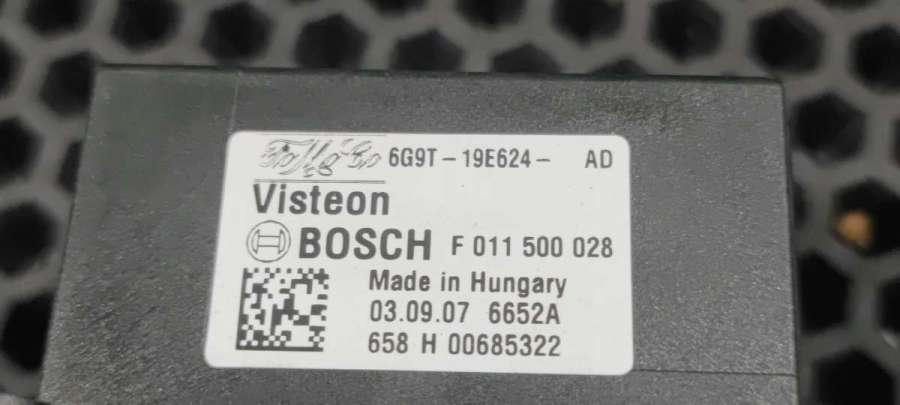 6G9T-19E624- AD
Visteon
BOSCH F 011 500 028
Made in Hungary
03.09.07 6652A
658 H 00685322